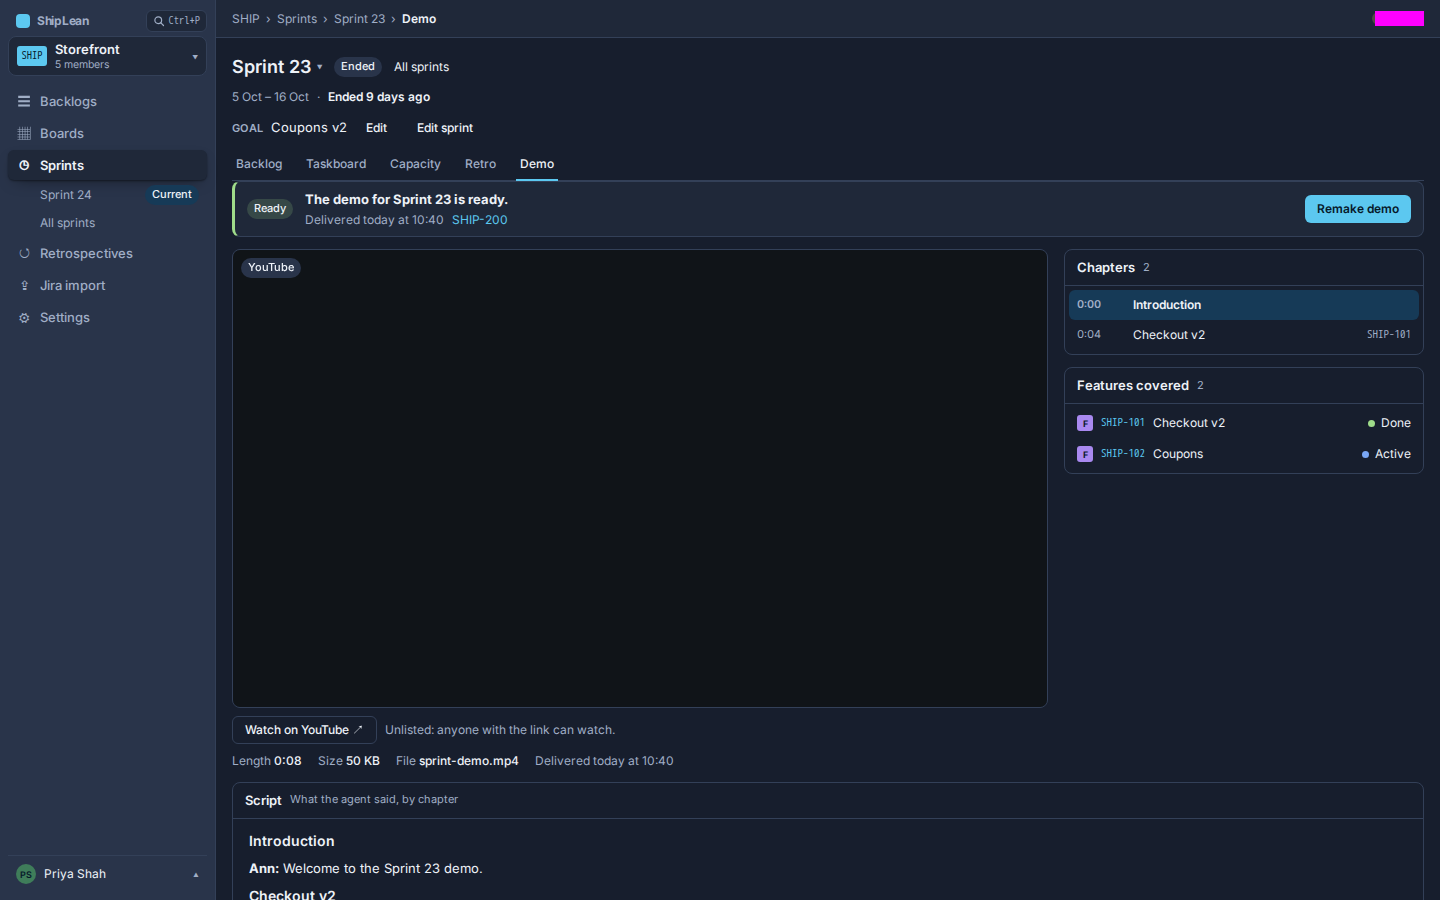 ShipLean
Ctrl+P
SHIP Storefront
5 members
Backlogs
Boards
Sprints
Sprint 24 Current
All sprints
Retrospectives
Jira import
Settings
PS Priya Shah
SHIP › Sprints › Sprint 23 › Demo
Sprint 23 Ended All sprints
5 Oct – 16 Oct · Ended 9 days ago
GOAL Coupons v2 Edit Edit sprint
Backlog Taskboard Capacity Retro Demo
Ready The demo for Sprint 23 is ready.
Delivered today at 10:40 SHIP-200
Remake demo
YouTube
Watch on YouTube ↗ Unlisted: anyone with the link can watch.
Length 0:08 Size 50 KB File sprint-demo.mp4 Delivered today at 10:40
Chapters 2
0:00 Introduction
0:04 Checkout v2 SHIP-101
Features covered 2
F SHIP-101 Checkout v2 Done
F SHIP-102 Coupons Active
Script What the agent said, by chapter
Introduction
Ann: Welcome to the Sprint 23 demo.
Checkout v2